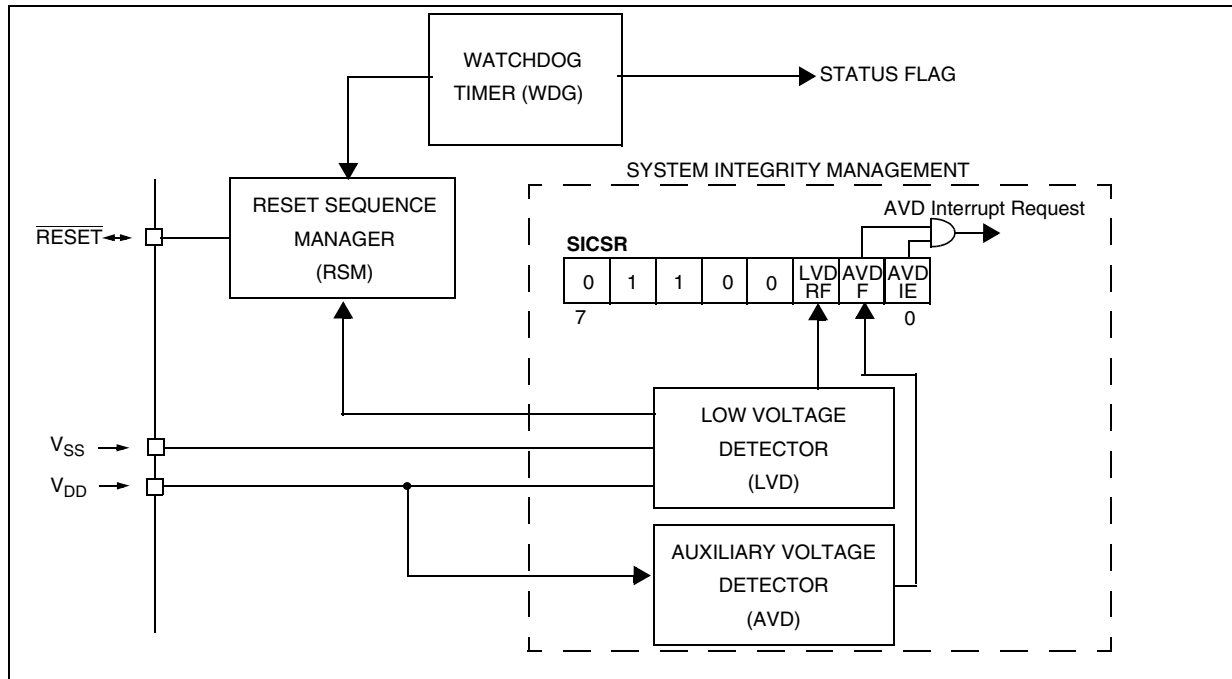 WATCHDOG
TIMER (WDG)
STATUS FLAG
SYSTEM INTEGRITY MANAGEMENT
RESET SEQUENCE
MANAGER
(RSM)
RESET
AVD Interrupt Request
SICSR
0 1 1 0 0 LVD RF AVD F AVD IE
7 0
LOW VOLTAGE
DETECTOR
(LVD)
VSS
VDD
AUXILIARY VOLTAGE
DETECTOR
(AVD)